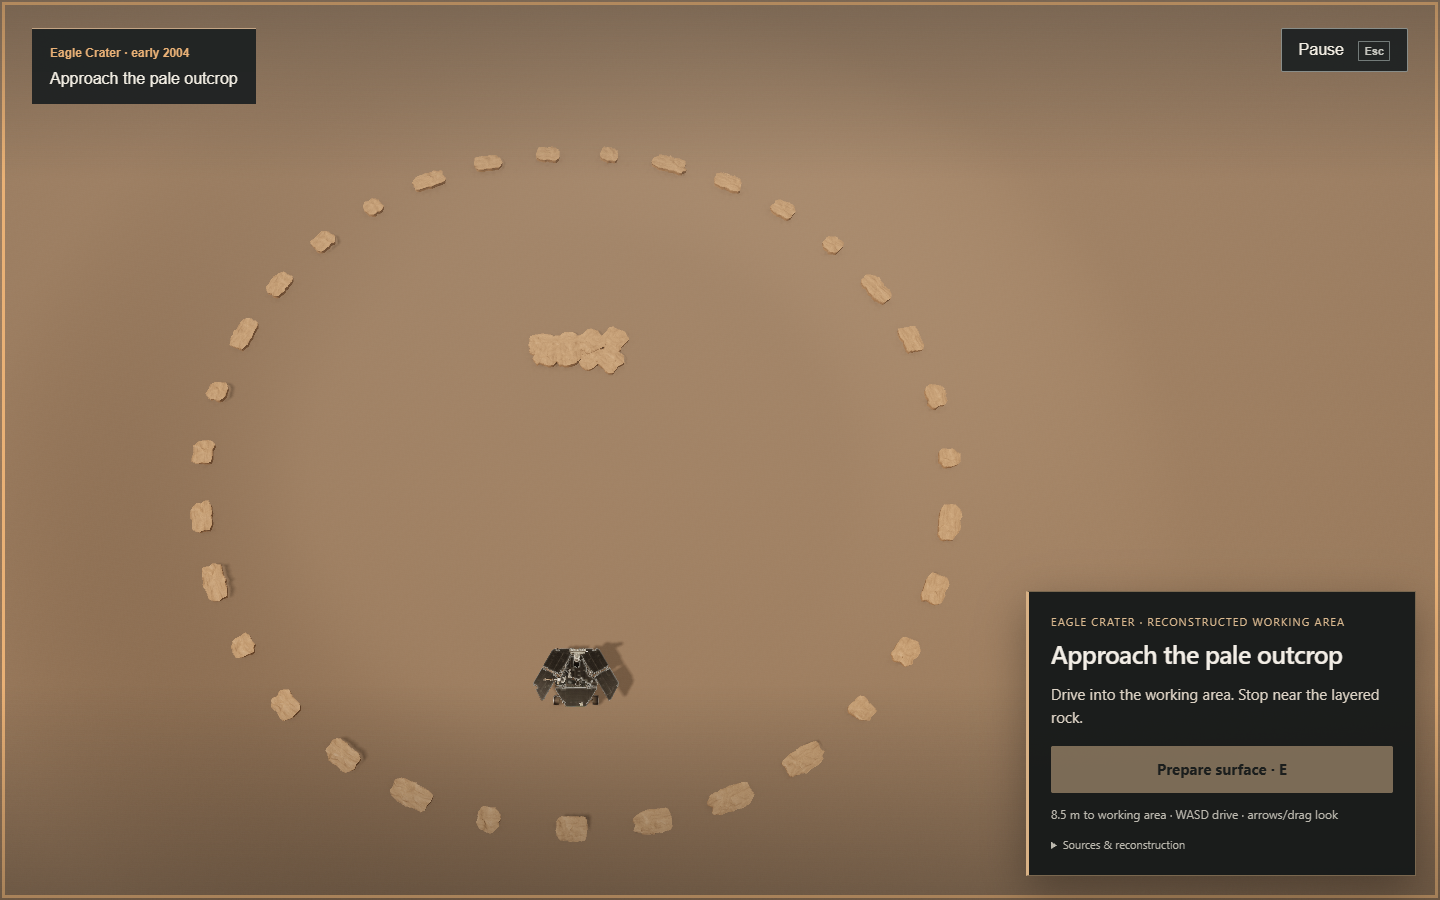 Eagle Crater · early 2004
Approach the pale outcrop
Pause Esc
EAGLE CRATER · RECONSTRUCTED WORKING AREA
Approach the pale outcrop
Drive into the working area. Stop near the layered
rock.
Prepare surface · E
8.5 m to working area · WASD drive · arrows/drag look
Sources & reconstruction